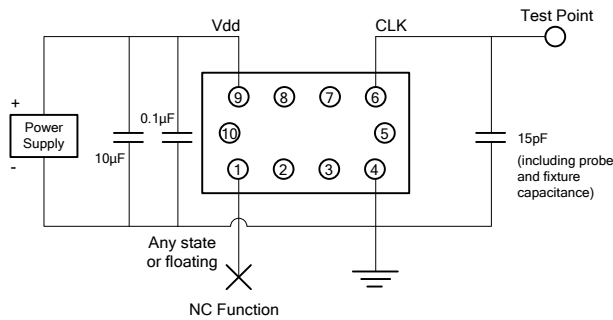 Test Point
Vdd
CLK
9
8
7
6
+
Power
Supply
-
10µF
0.1µF
10
5
15pF
(including probe
and fixture
capacitance)
1
2
3
4
Any state
or floating
NC Function